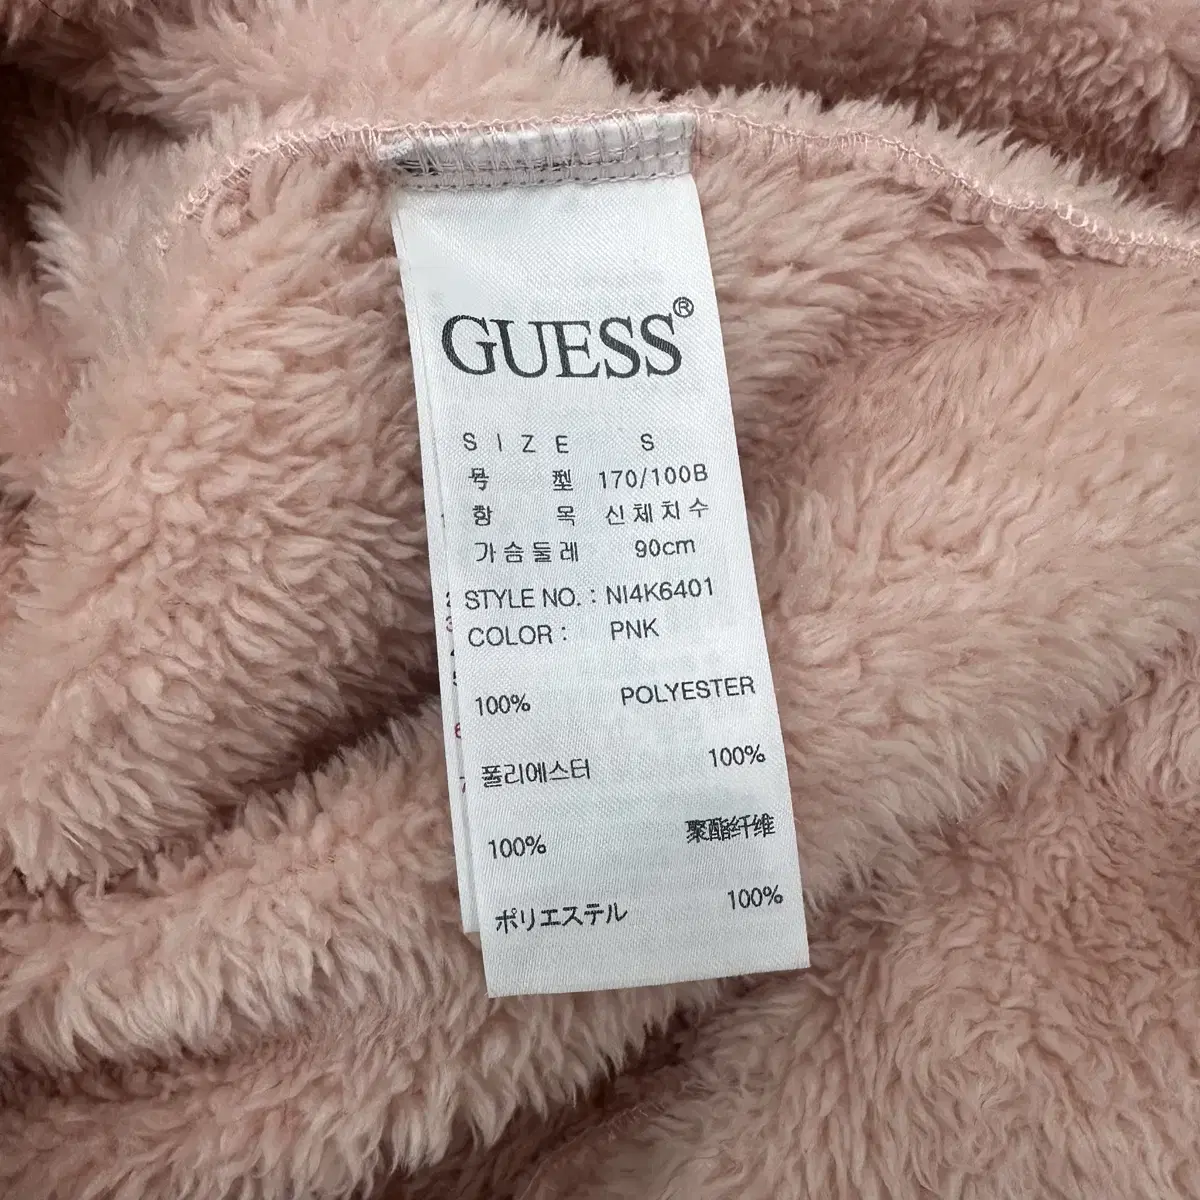 GUESS®
SIZE S
号型 170/100B
항목 신체치수
가슴둘레 90cm
STYLE NO. : NI4K6401
COLOR : PNK
100% POLYESTER
폴리에스터 100%
100% 聚酯纤维
ポリエステル 100%